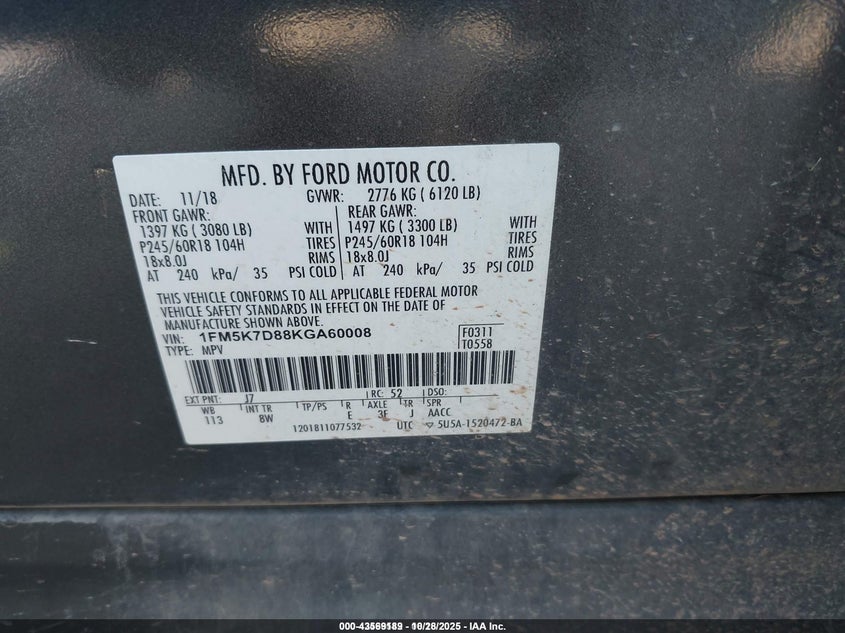 MFD. BY FORD MOTOR CO.
DATE: 11/18 GVWR: 2776 KG ( 6120 LB)
FRONT GAWR: REAR GAWR:
1397 KG ( 3080 LB) WITH 1497 KG ( 3300 LB) WITH
P245/60R18 104H TIRES P245/60R18 104H TIRES
18x8.0J RIMS 18x8.0J RIMS
AT 240 kPa/ 35 PSI COLD AT 240 kPa/ 35 PSI COLD
THIS VEHICLE CONFORMS TO ALL APPLICABLE FEDERAL MOTOR
VEHICLE SAFETY STANDARDS IN EFFECT ON THE DATE OF
MANUFACTURE SHOWN ABOVE.
VIN: 1FM5K7D88KGA60008 F0311
TYPE: MPV T0558
EXT PNT: J7 RC: 52 DSO:
WB INT TR TP/PS R AXLE TR SPR
113 BW E 3F J AACC
1201811077532 UTC 5U5A-1520472-BA
10/28/2025 - IAA Inc.